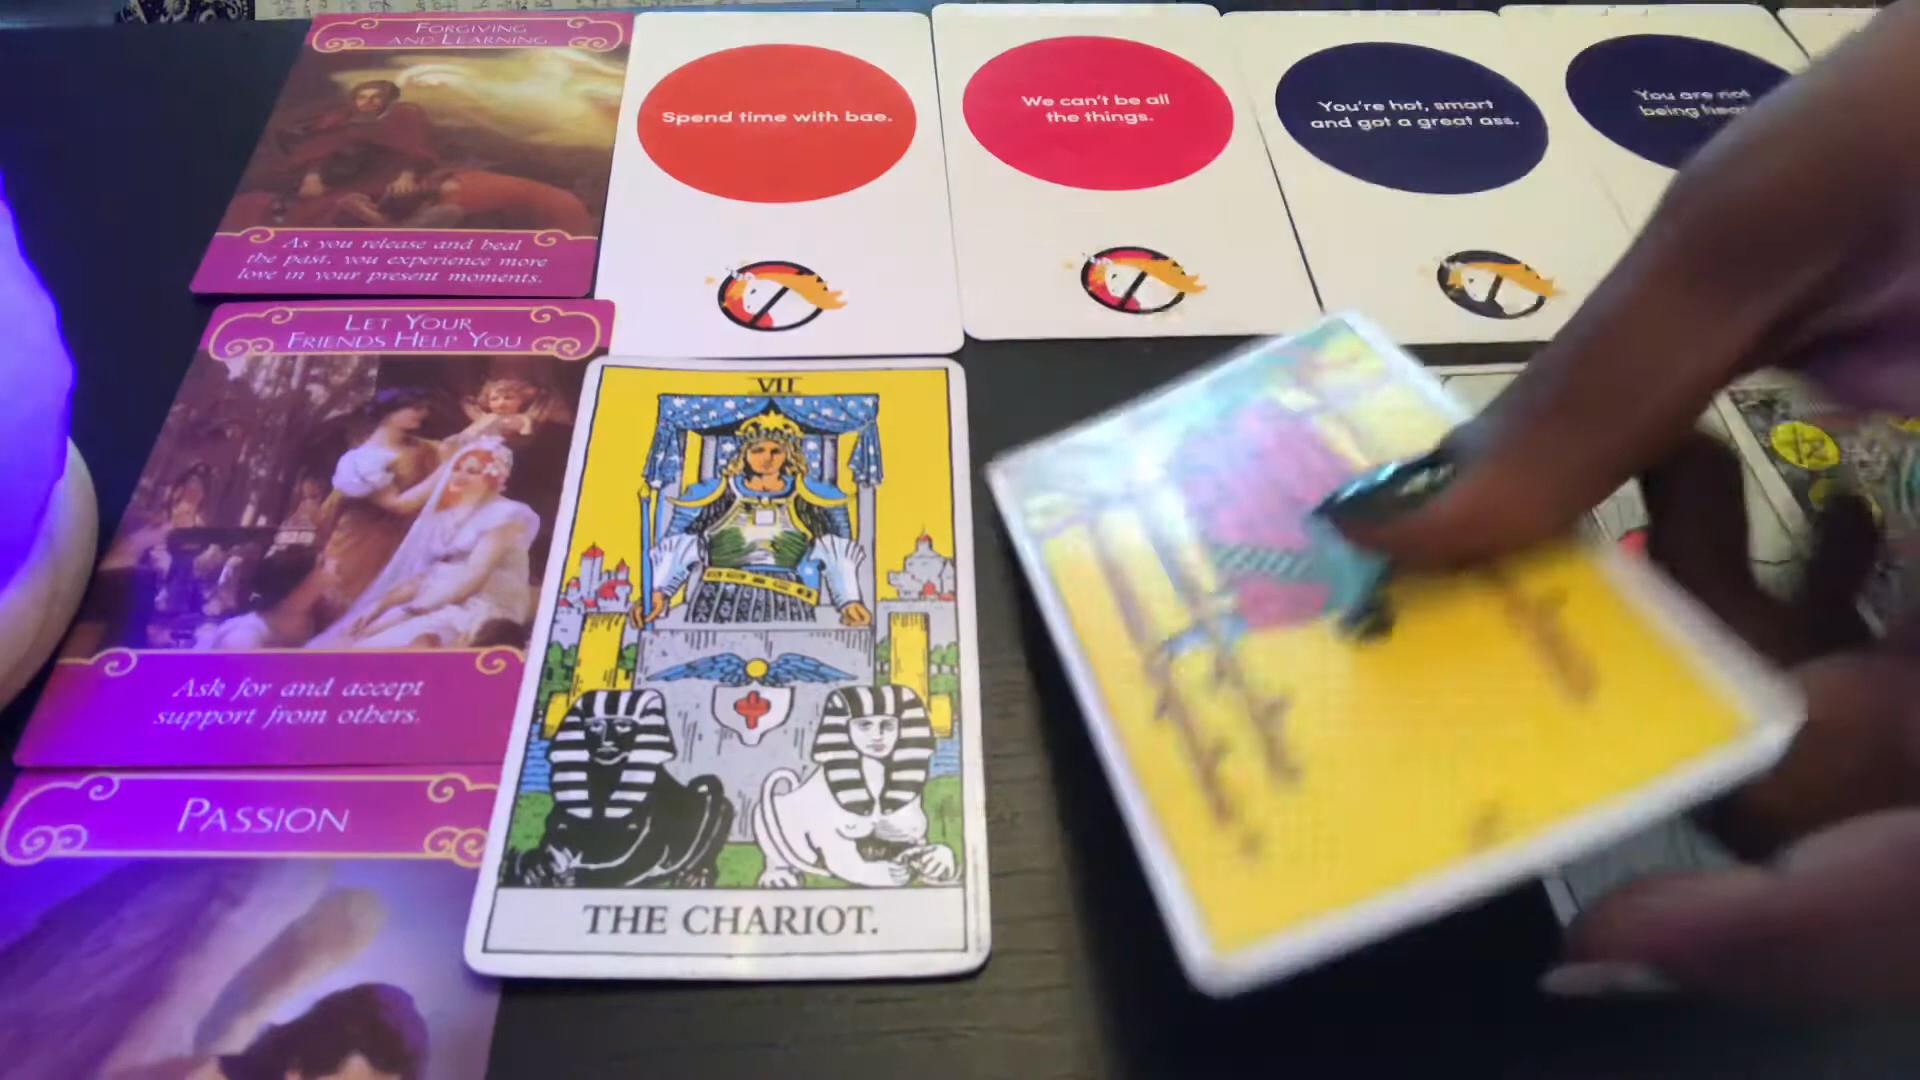 FORGIVING
AND LEARNING
As you release and heal
the past, you experience more
love in your present moments.
Spend time with bae.
We can't be all
the things.
You're hot, smart
and got a great ass.
You are not
being
LET YOUR
FRIENDS HELP YOU
Ask for and accept
support from others.
VII
THE CHARIOT.
PASSION